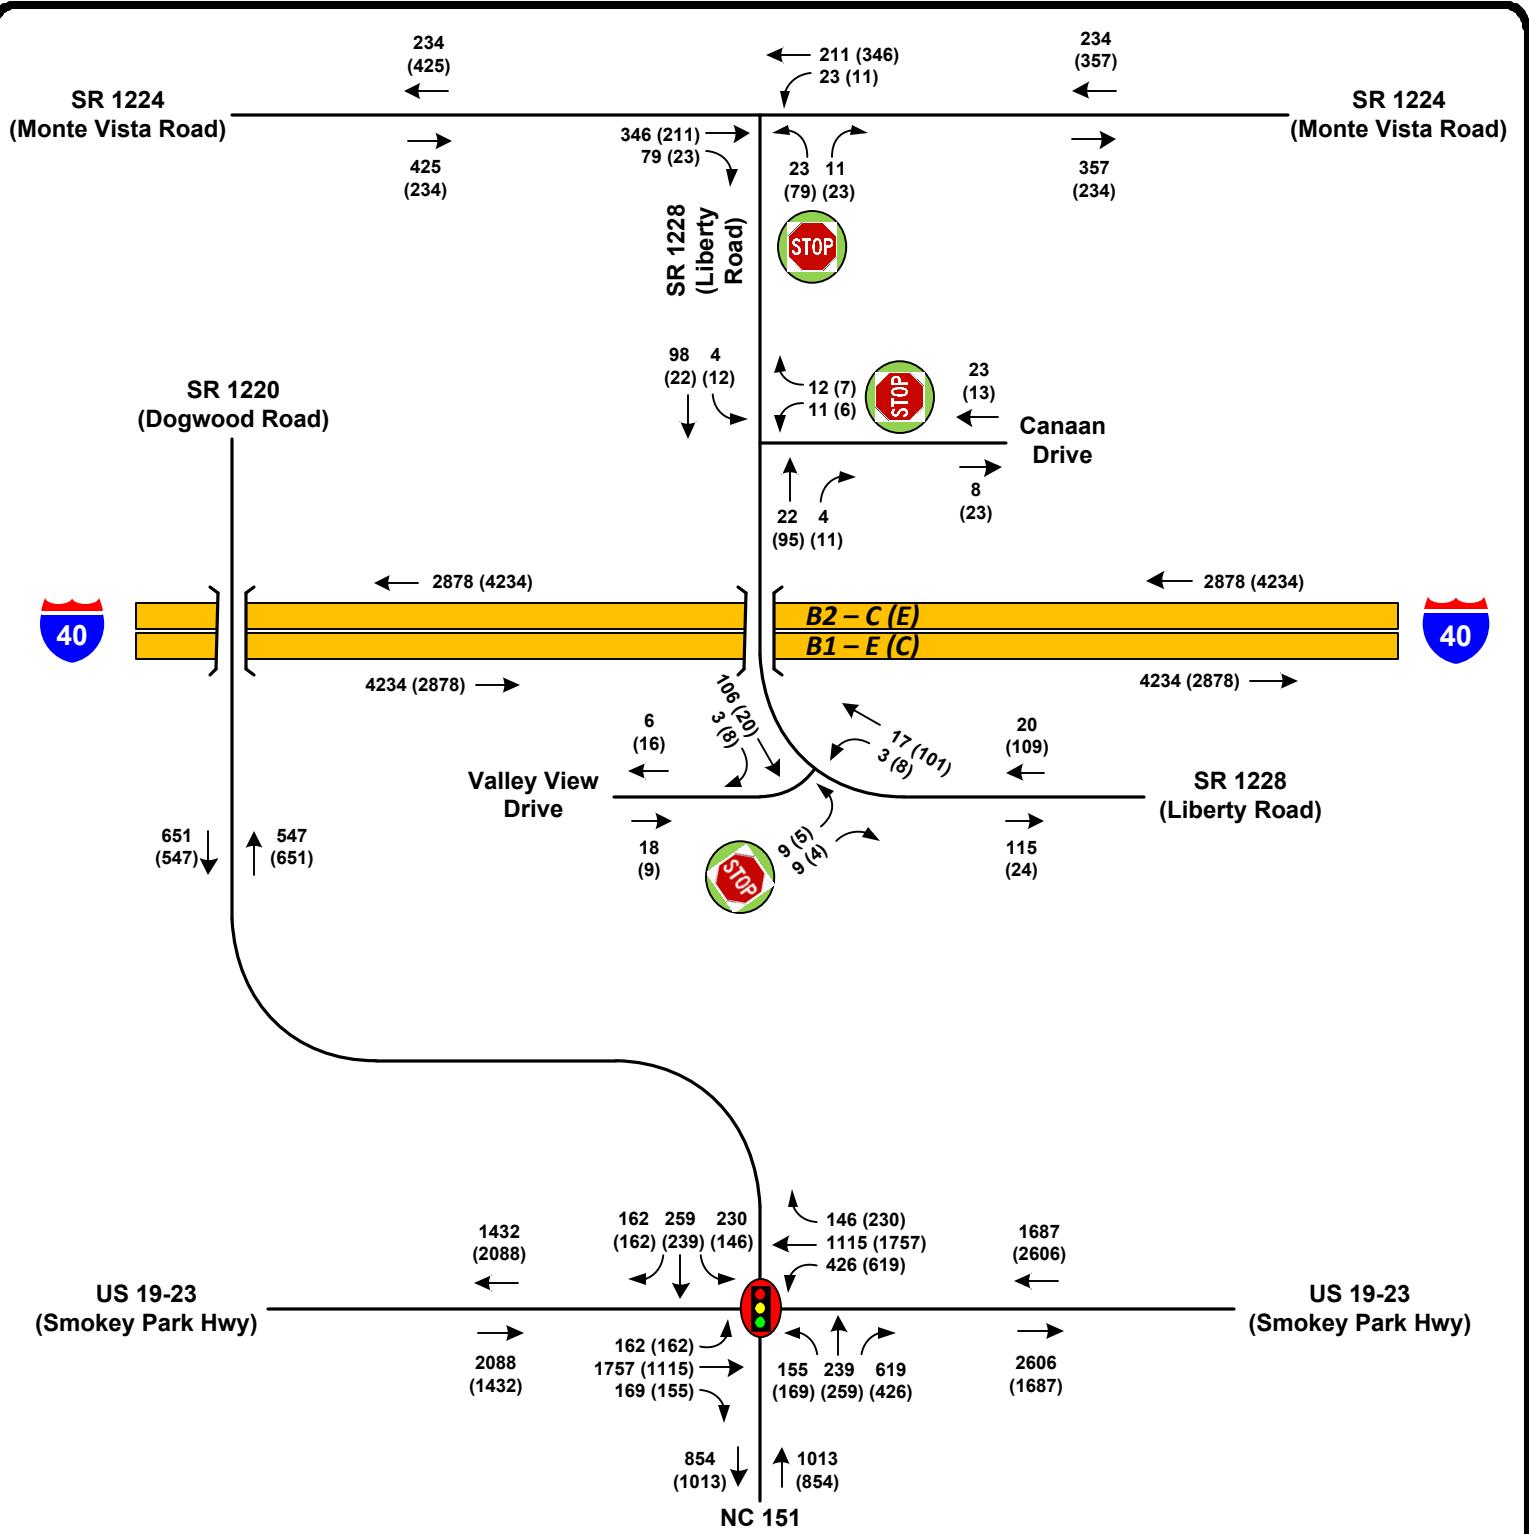 234
(425)
211 (346)
23 (11)
234
(357)
SR 1224
(Monte Vista Road)
SR 1224
(Monte Vista Road)
346 (211)
79 (23)
425
(234)
23 11
(79) (23)
357
(234)
SR 1228
(Liberty
Road)
STOP
98 4
(22) (12)
12 (7)
11 (6)
STOP
23
(13)
SR 1220
(Dogwood Road)
Canaan
Drive
22 4
(95) (11)
8
(23)
2878 (4234)
2878 (4234)
40
B2 – C (E)
B1 – E (C)
40
4234 (2878)
4234 (2878)
106 (20)
3 (8)
6
(16)
17 (101)
3 (8)
20
(109)
Valley View
Drive
SR 1228
(Liberty Road)
651
(547)
547
(651)
18
(9)
STOP
9 (5)
9 (4)
115
(24)
162 259 230
(162) (239) (146)
146 (230)
1115 (1757)
426 (619)
1432
(2088)
1687
(2606)
US 19-23
(Smokey Park Hwy)
US 19-23
(Smokey Park Hwy)
162 (162)
1757 (1115)
169 (155)
2088
(1432)
155 239 619
(169) (259) (426)
2606
(1687)
854
(1013)
1013
(854)
NC 151